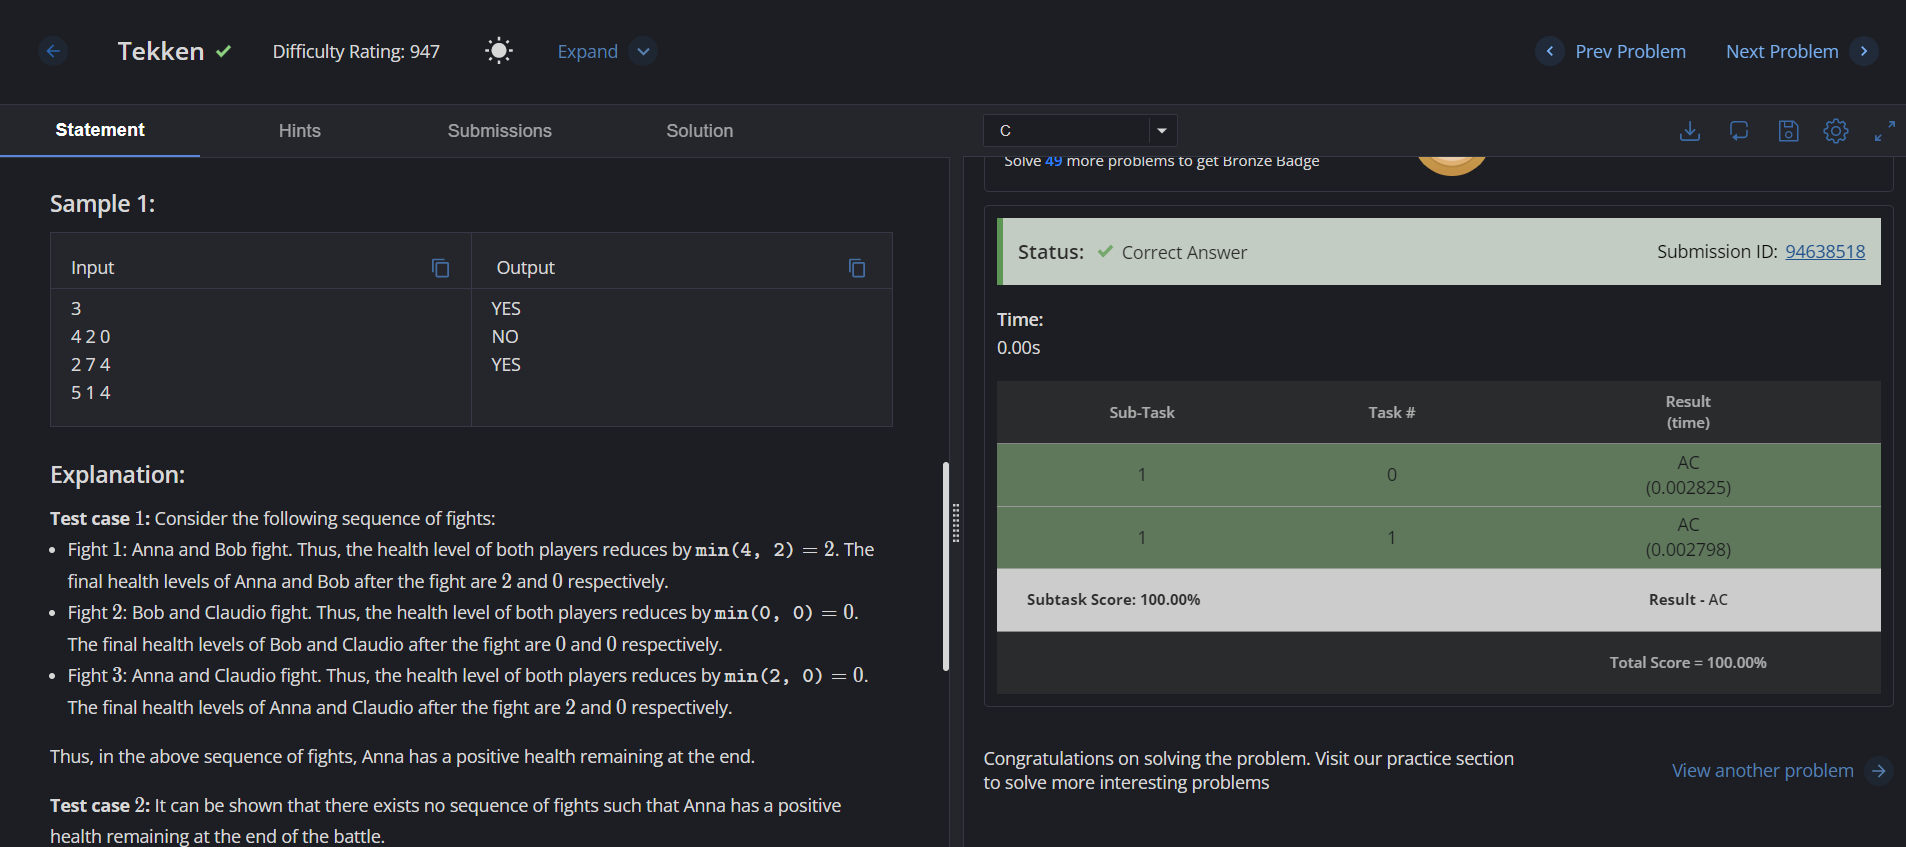 Tekken
Difficulty Rating: 947
Expand
Prev Problem
Next Problem
Statement
Hints
Submissions
Solution
Sample 1:
Input
Output
3
4 2 0
2 7 4
5 1 4
YES
NO
YES
Explanation:
Test case 1: Consider the following sequence of fights:
• Fight 1: Anna and Bob fight. Thus, the health level of both players reduces by min(4, 2) = 2. The
final health levels of Anna and Bob after the fight are 2 and 0 respectively.
• Fight 2: Bob and Claudio fight. Thus, the health level of both players reduces by min(0, 0) = 0.
The final health levels of Bob and Claudio after the fight are 0 and 0 respectively.
• Fight 3: Anna and Claudio fight. Thus, the health level of both players reduces by min(2, 0) = 0.
The final health levels of Anna and Claudio after the fight are 2 and 0 respectively.
Thus, in the above sequence of fights, Anna has a positive health remaining at the end.
Test case 2: It can be shown that there exists no sequence of fights such that Anna has a positive
health remaining at the end of the battle.
C
Solve 49 more problems to get Bronze Badge
Status: Correct Answer
Submission ID: 94638518
Time:
0.00s
Sub-Task
Task #
Result
(time)
1
0
AC
(0.002825)
1
1
AC
(0.002798)
Subtask Score: 100.00%
Result - AC
Total Score = 100.00%
Congratulations on solving the problem. Visit our practice section
to solve more interesting problems
View another problem